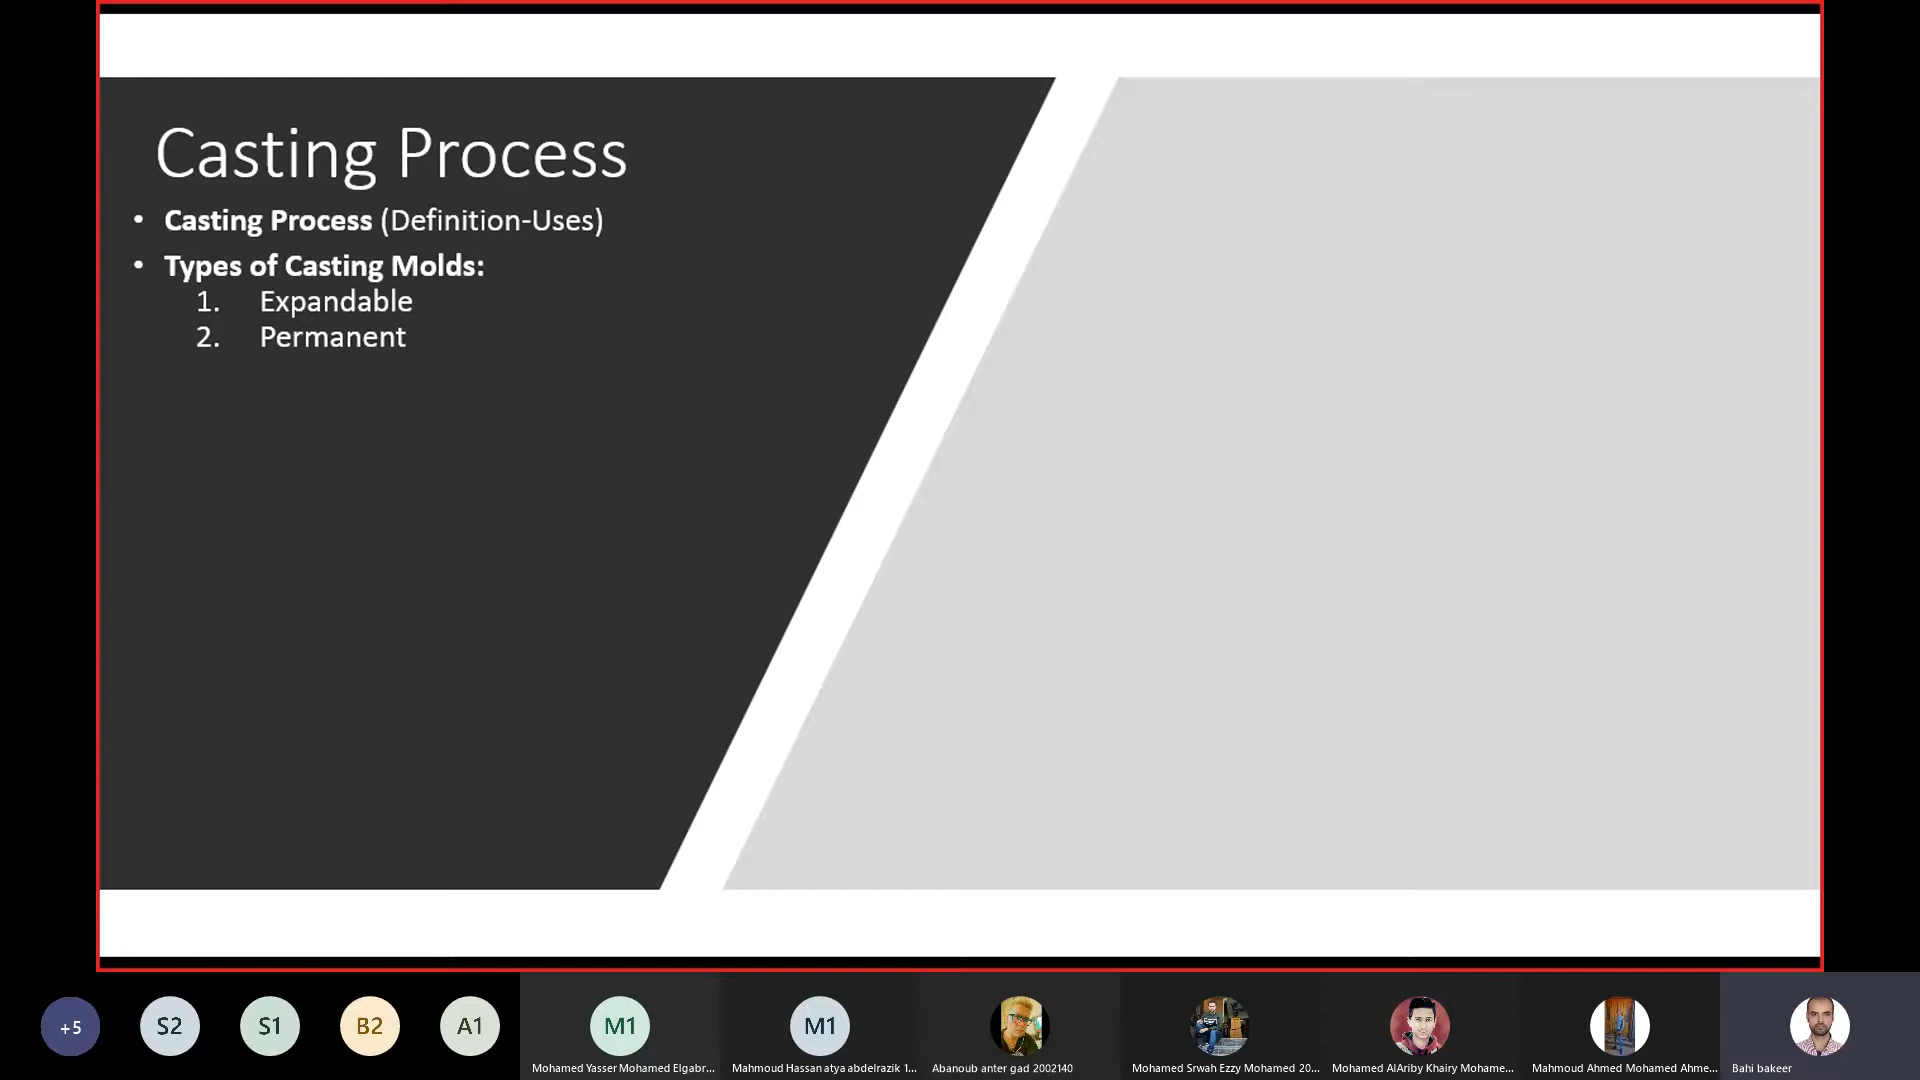 Casting Process
• Casting Process (Definition-Uses)
• Types of Casting Molds:
1. Expandable
2. Permanent
+5
S2
S1
B2
A1
M1
M1
Mohamed Yasser Mohamed Elgabr...
Mahmoud Hassan atya abdelrazik 1...
Abanoub anter gad 2002140
Mohamed Srwah Ezzy Mohamed 20...
Mohamed AlAriby Khairy Mohame...
Mahmoud Ahmed Mohamed Ahme...
Bahi bakeer